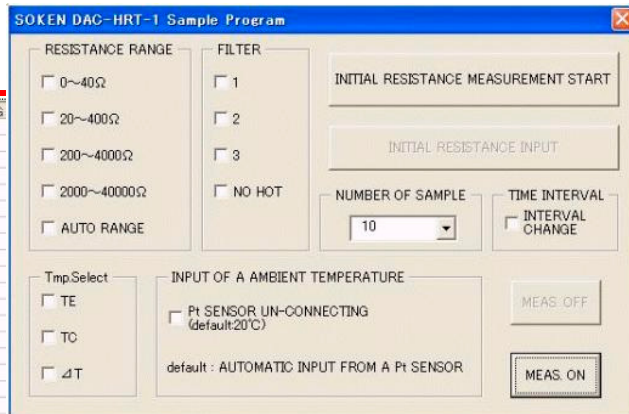 SOKEN DAC-HRT-1 Sample Program
RESISTANCE RANGE
0～40Ω
20～400Ω
200～4000Ω
2000～40000Ω
AUTO RANGE
FILTER
1
2
3
NO HOT
INITIAL RESISTANCE MEASUREMENT START
INITIAL RESISTANCE INPUT
NUMBER OF SAMPLE
10
TIME INTERVAL
INTERVAL
CHANGE
Tmp.Select
TE
TC
⊿T
INPUT OF A AMBIENT TEMPERATURE
Pt SENSOR UN-CONNECTING
(default:20℃)
default : AUTOMATIC INPUT FROM A Pt SENSOR
MEAS. OFF
MEAS. ON